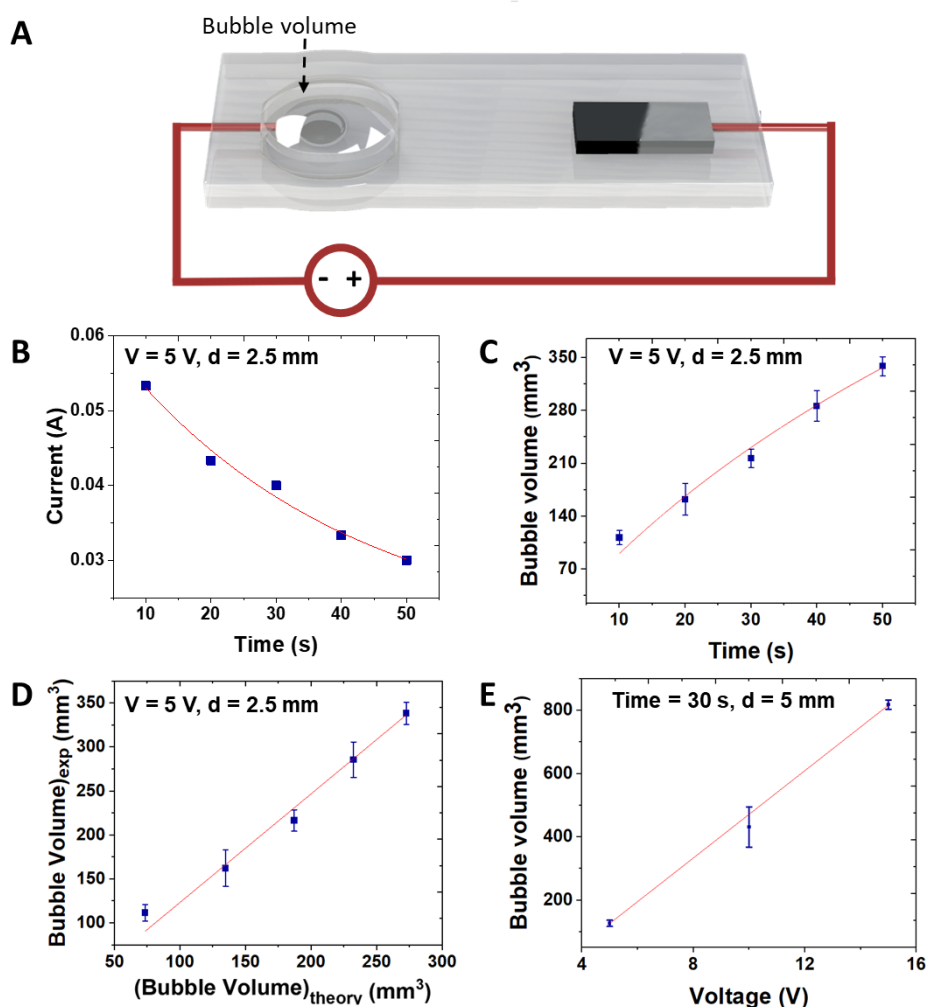 A
Bubble volume
- +
B
V = 5 V, d = 2.5 mm
Current (A)
0.06
0.05
0.04
0.03
10 20 30 40 50
Time (s)
C
V = 5 V, d = 2.5 mm
Bubble volume (mm³)
350
280
210
140
70
10 20 30 40 50
Time (s)
D
V = 5 V, d = 2.5 mm
(Bubble Volume)exp (mm³)
350
300
250
200
150
100
50 100 150 200 250 300
(Bubble Volume)theory (mm³)
E
Time = 30 s, d = 5 mm
Bubble volume (mm³)
800
600
400
200
4 6 8 10 12 14 16
Voltage (V)